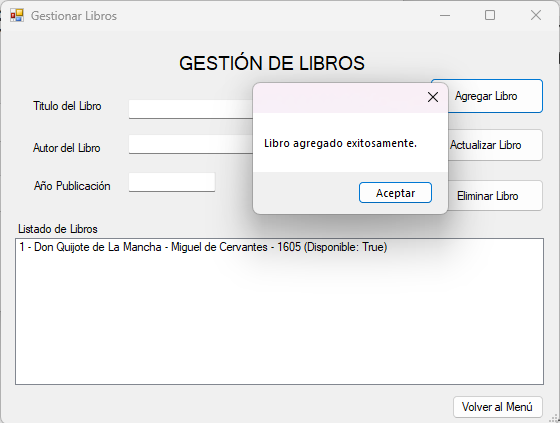 Gestionar Libros
GESTIÓN DE LIBROS
Titulo del Libro
Agregar Libro
Libro agregado exitosamente.
Autor del Libro
Actualizar Libro
Año Publicación
Aceptar
Eliminar Libro
Listado de Libros
1 - Don Quijote de La Mancha - Miguel de Cervantes - 1605 (Disponible: True)
Volver al Menú